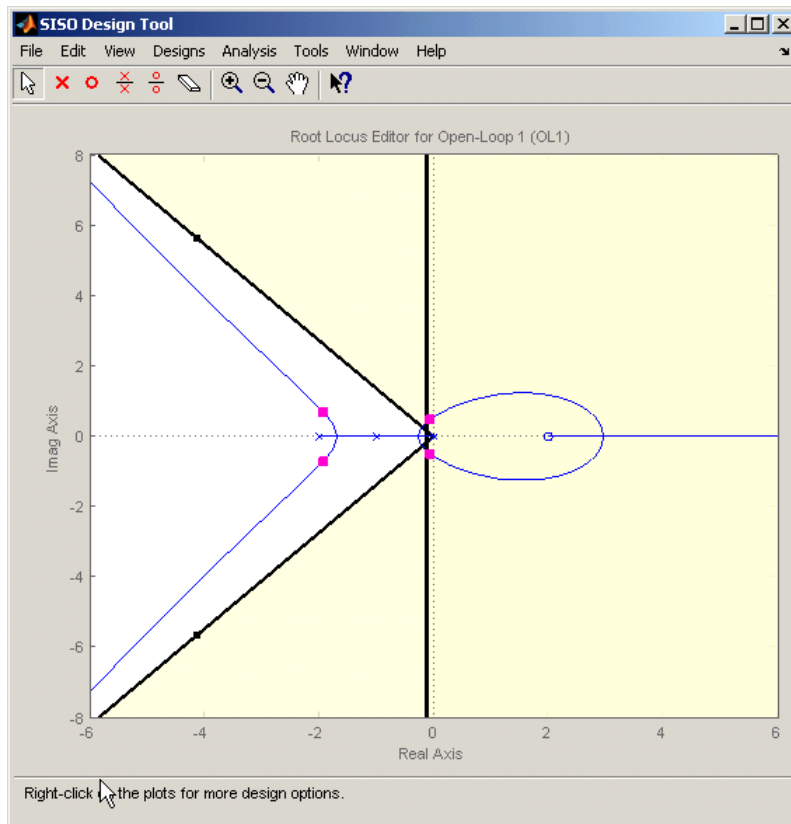 SISO Design Tool
File Edit View Designs Analysis Tools Window Help
Root Locus Editor for Open-Loop 1 (OL1)
8
6
4
2
0
-2
-4
-6
-8
Imag Axis
-6 -4 -2 0 2 4 6
Real Axis
Right-click the plots for more design options.